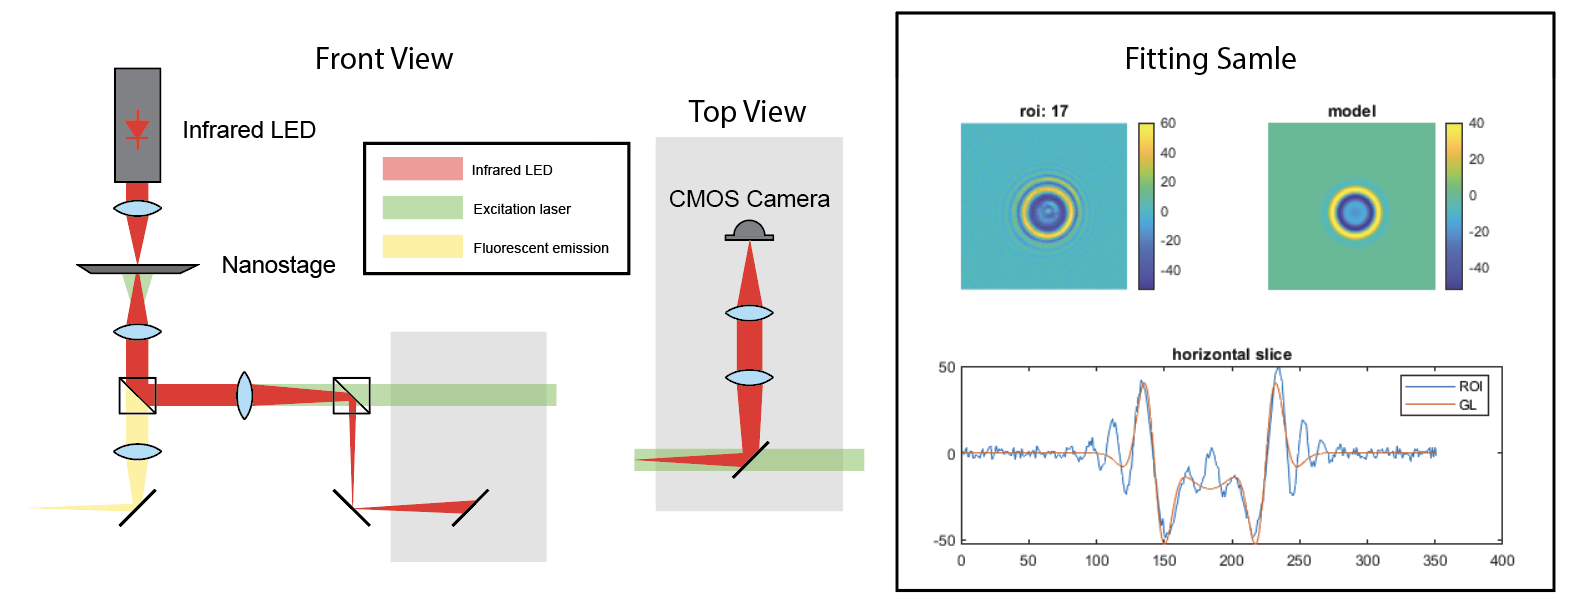 Front View
Infrared LED
Nanostage
Infrared LED
Excitation laser
Fluorescent emission
Top View
CMOS Camera
Fitting Samle
roi: 17
60
40
20
0
-20
-40
model
40
20
0
-20
-40
horizontal slice
50
0
-50
0 50 100 150 200 250 300 350 400
ROI
GL